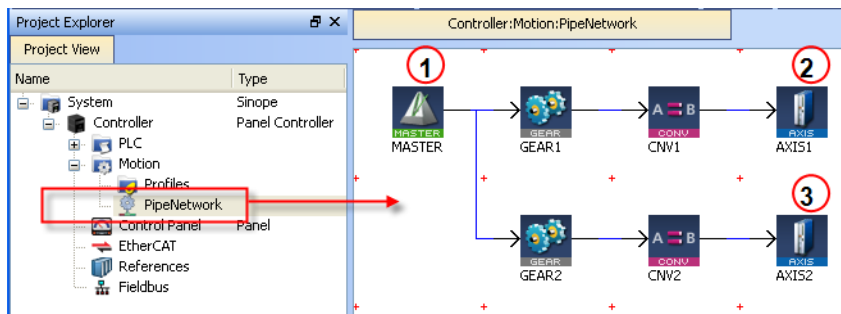 Project Explorer
Project View
Name Type
System Sinope
Controller Panel Controller
PLC
Motion
Profiles
PipeNetwork
Control Panel Panel
EtherCAT
References
Fieldbus
Controller:Motion:PipeNetwork
1 2
MASTER GEAR A B CONV AXIS
MASTER GEAR1 CNV1 AXIS1
3
GEAR A B CONV AXIS
GEAR2 CNV2 AXIS2